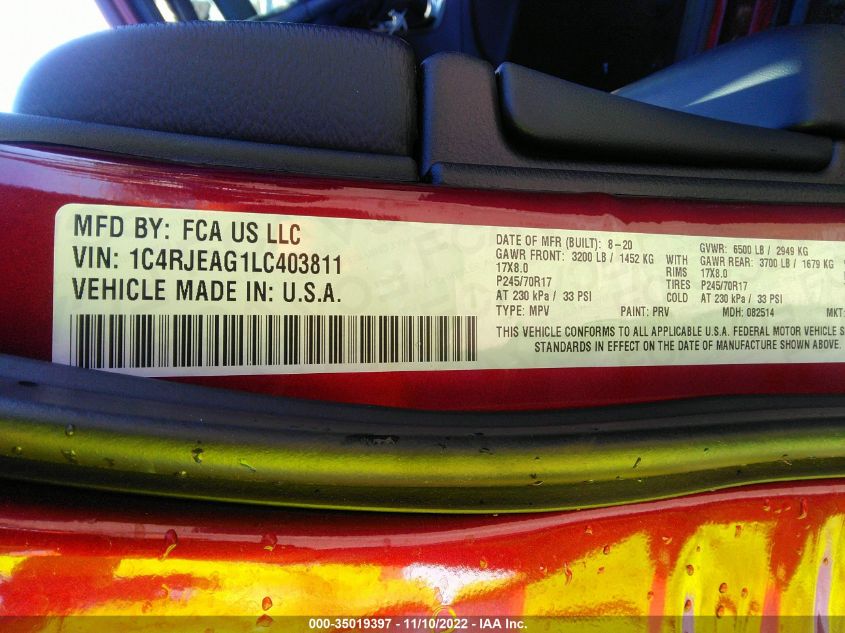 MFD BY: FCA US LLC
VIN: 1C4RJEAG1LC403811
VEHICLE MADE IN: U.S.A.
DATE OF MFR (BUILT): 8-20 GVWR: 6500 LB / 2949 KG
GAWR FRONT: 3200 LB / 1452 KG WITH GAWR REAR: 3700 LB / 1679 KG
17X8.0 RIMS 17X8.0
P245/70R17 TIRES P245/70R17
AT 230 kPa / 33 PSI COLD AT 230 kPa / 33 PSI
TYPE: MPV PAINT: PRV MDH: 082514 MKT:
THIS VEHICLE CONFORMS TO ALL APPLICABLE U.S.A. FEDERAL MOTOR VEHICLE S
STANDARDS IN EFFECT ON THE DATE OF MANUFACTURE SHOWN ABOVE.
000-35019397 - 11/10/2022 - IAA Inc.